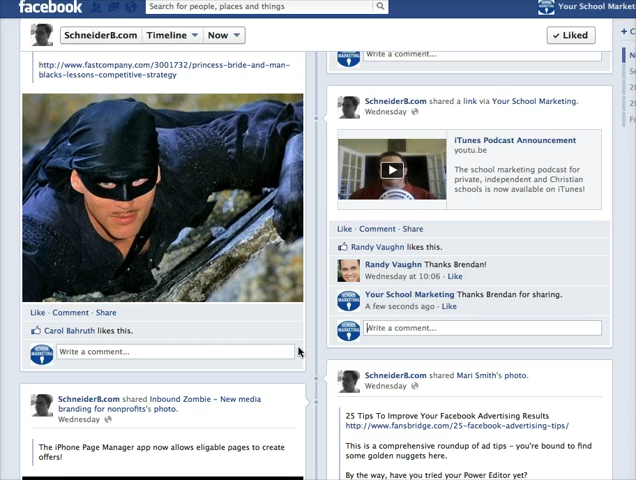 facebook
Search for people, places and things
Your School Market
SchneiderB.com
Timeline
Now
Liked
http://www.fastcompany.com/3001732/princess-bride-and-man-
blacks-lessons-competitive-strategy
Like · Comment · Share
Carol Bahruth likes this.
Write a comment...
SchneiderB.com shared Inbound Zombie - New media
branding for nonprofits's photo.
Wednesday
The iPhone Page Manager app now allows eligable pages to create
offers!
Write a comment...
SchneiderB.com shared a link via Your School Marketing.
Wednesday
iTunes Podcast Announcement
youtu.be
The school marketing podcast for
private, independent and Christian
schools is now available on iTunes!
Like · Comment · Share
Randy Vaughn likes this.
Randy Vaughn Thanks Brendan!
Wednesday at 10:06 · Like
Your School Marketing Thanks Brendan for sharing.
A few seconds ago · Like
Write a comment...
SchneiderB.com shared Mari Smith's photo.
Wednesday
25 Tips To Improve Your Facebook Advertising Results
http://www.fansbridge.com/25-facebook-advertising-tips/
This is a comprehensive roundup of ad tips - you're bound to find
some golden nuggets here.
By the way, have you tried your Power Editor yet?